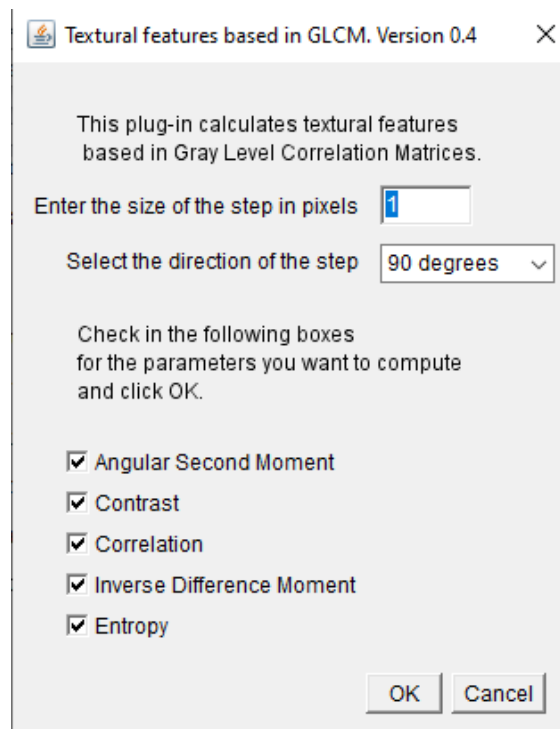 Textural features based in GLCM. Version 0.4
This plug-in calculates textural features
based in Gray Level Correlation Matrices.
Enter the size of the step in pixels 1
Select the direction of the step 90 degrees
Check in the following boxes
for the parameters you want to compute
and click OK.
Angular Second Moment
Contrast
Correlation
Inverse Difference Moment
Entropy
OK Cancel